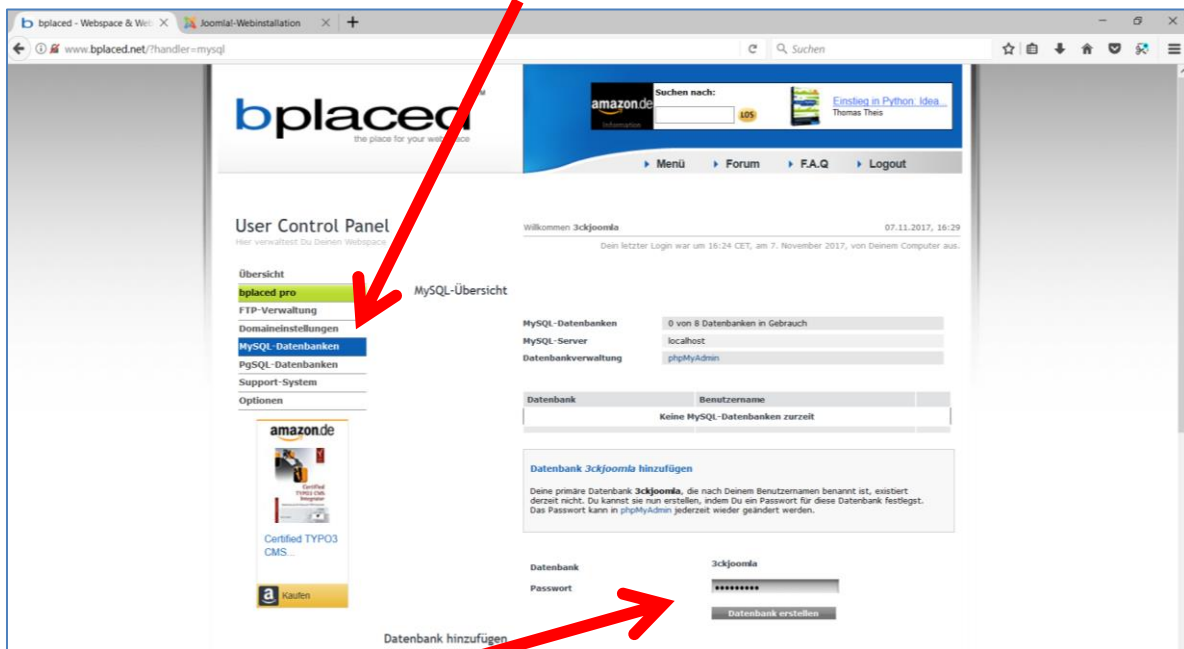 bplaced - Webspace & Web
Joomla!-Webinstallation
www.bplaced.net/?handler=mysql
Suchen
bplaced
the place for your webspace
amazon.de
Information
Suchen nach:
LOS
Einstieg in Python: Idea...
Thomas Theis
Menü
Forum
F.A.Q
Logout
User Control Panel
Hier verwaltest Du Deinen Webspace
Willkommen 3ckjoomla
07.11.2017, 16:29
Dein letzter Login war um 16:24 CET, am 7. November 2017, von Deinem Computer aus.
Übersicht
bplaced pro
FTP-Verwaltung
Domaineinstellungen
MySQL-Datenbanken
PgSQL-Datenbanken
Support-System
Optionen
MySQL-Übersicht
MySQL-Datenbanken 0 von 8 Datenbanken in Gebrauch
MySQL-Server localhost
Datenbankverwaltung phpMyAdmin
Datenbank Benutzername
Keine MySQL-Datenbanken zurzeit
amazon.de
Certified
TYPO3 CMS
Integrator
Certified TYPO3
CMS...
Kaufen
Datenbank 3ckjoomla hinzufügen
Deine primäre Datenbank 3ckjoomla, die nach Deinem Benutzernamen benannt ist, existiert
derzeit nicht. Du kannst sie nun erstellen, indem Du ein Passwort für diese Datenbank festlegst.
Das Passwort kann in phpMyAdmin jederzeit wieder geändert werden.
Datenbank 3ckjoomla
Passwort •••••••••
Datenbank erstellen
Datenbank hinzufügen